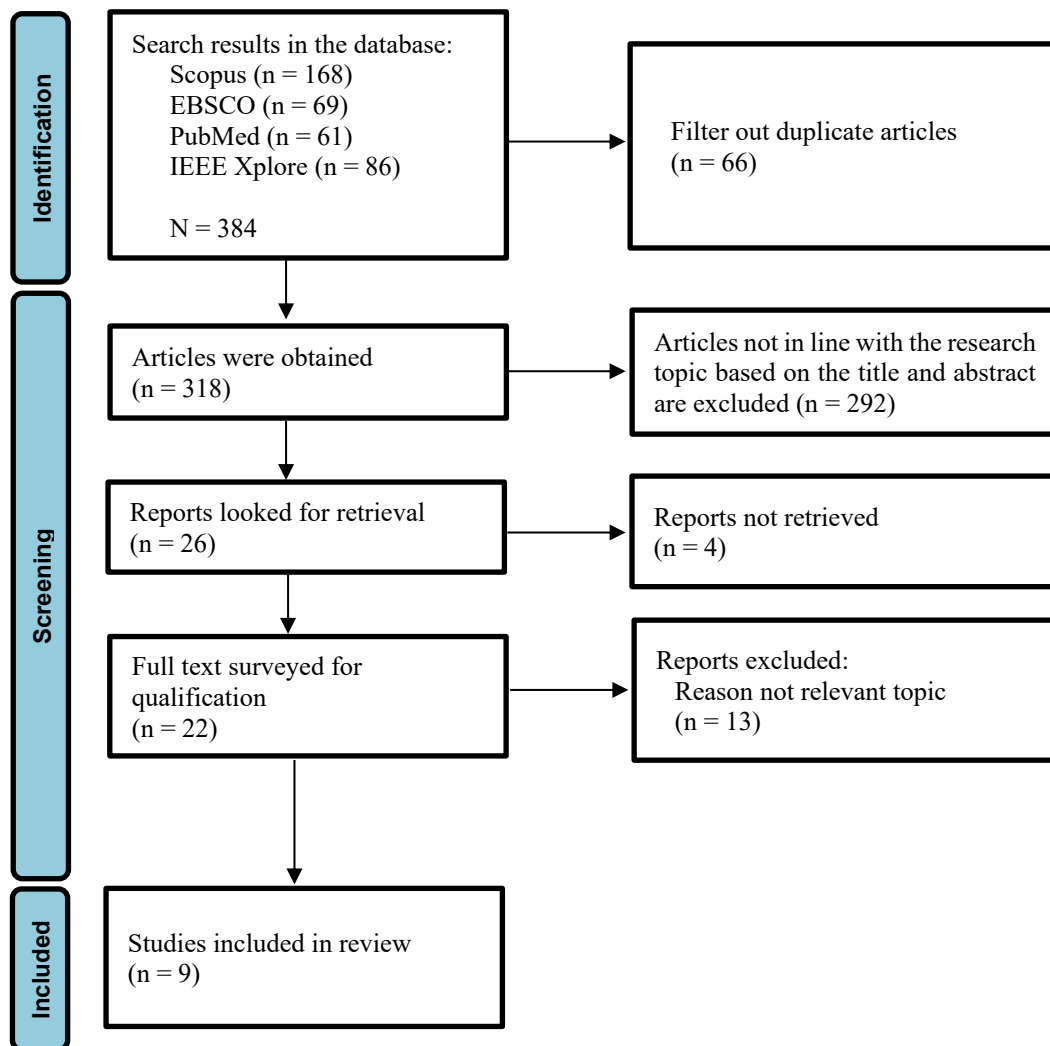 Identification
Search results in the database:
Scopus (n = 168)
EBSCO (n = 69)
PubMed (n = 61)
IEEE Xplore (n = 86)
N = 384
Filter out duplicate articles
(n = 66)
Screening
Articles were obtained
(n = 318)
Articles not in line with the research
topic based on the title and abstract
are excluded (n = 292)
Reports looked for retrieval
(n = 26)
Reports not retrieved
(n = 4)
Full text surveyed for
qualification
(n = 22)
Reports excluded:
Reason not relevant topic
(n = 13)
Included
Studies included in review
(n = 9)